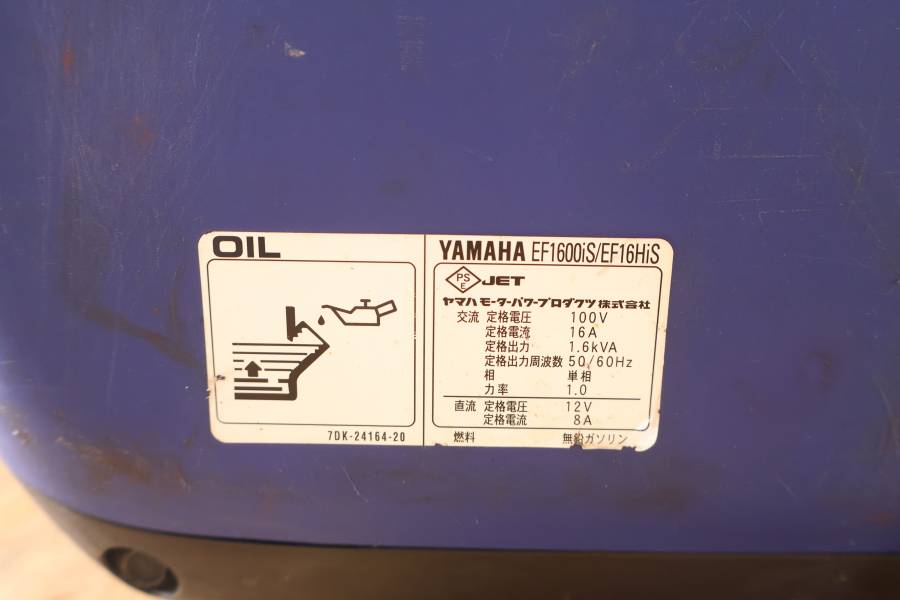 OIL
7DK-24164-20
YAMAHA EF1600iS/EF16HiS
PS E JET
ヤマハモーターパワープロダクツ株式会社
交流 定格電圧 100V
定格電流 16A
定格出力 1.6kVA
定格出力周波数 50/60Hz
相 単相
力率 1.0
直流 定格電圧 12V
定格電流 8A
燃料 無鉛ガソリン